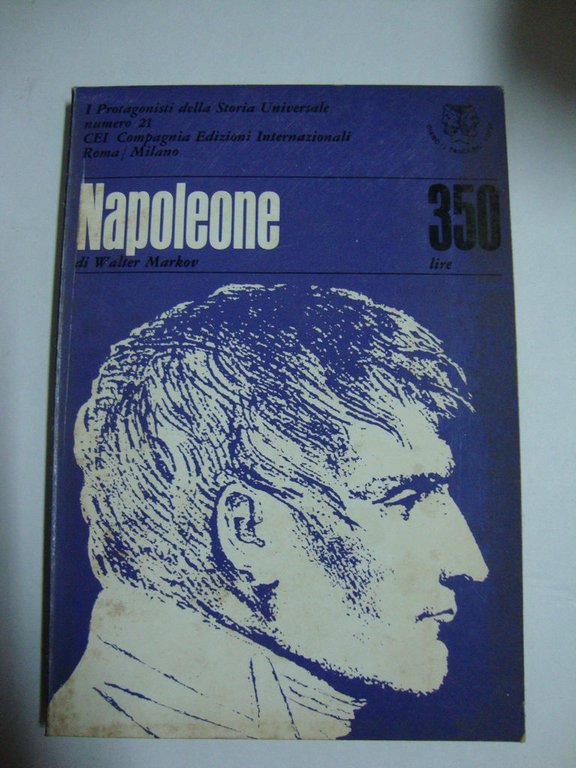 I Protagonisti della Storia Universale
numero 21
CEI Compagnia Edizioni Internazionali
Roma / Milano
Napoleone
350
di Walter Markov
lire